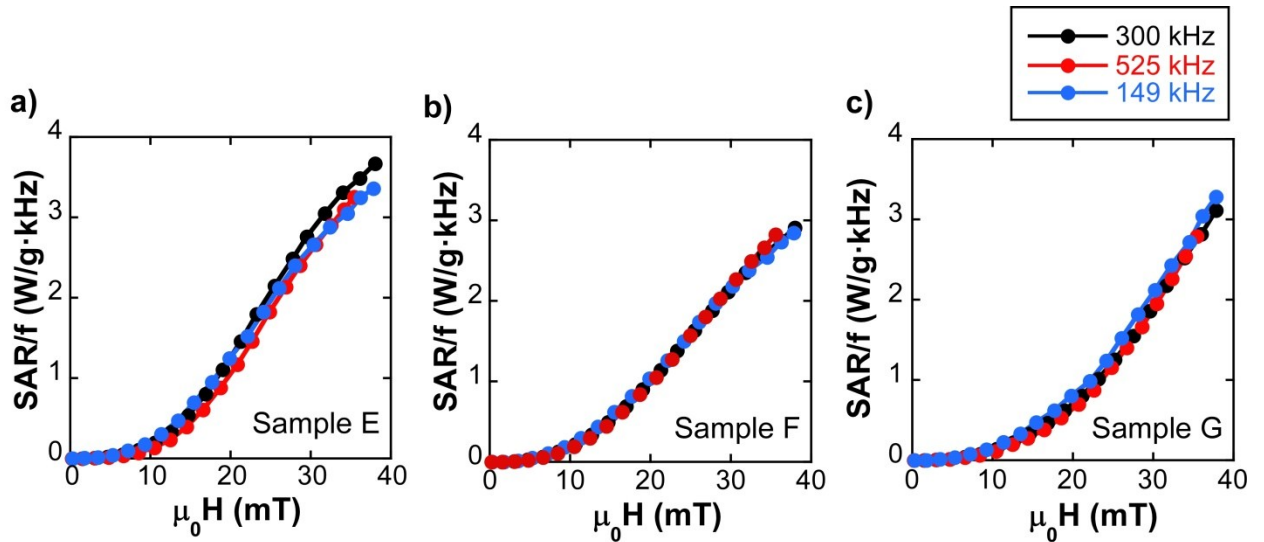 300 kHz
525 kHz
149 kHz
a)
SAR/f (W/g·kHz)
4
3
2
1
0
0 10 20 30 40
μ₀H (mT)
Sample E
b)
SAR/f (W/g·kHz)
4
3
2
1
0
0 10 20 30 40
μ₀H (mT)
Sample F
c)
SAR/f (W/g·kHz)
4
3
2
1
0
0 10 20 30 40
μ₀H (mT)
Sample G